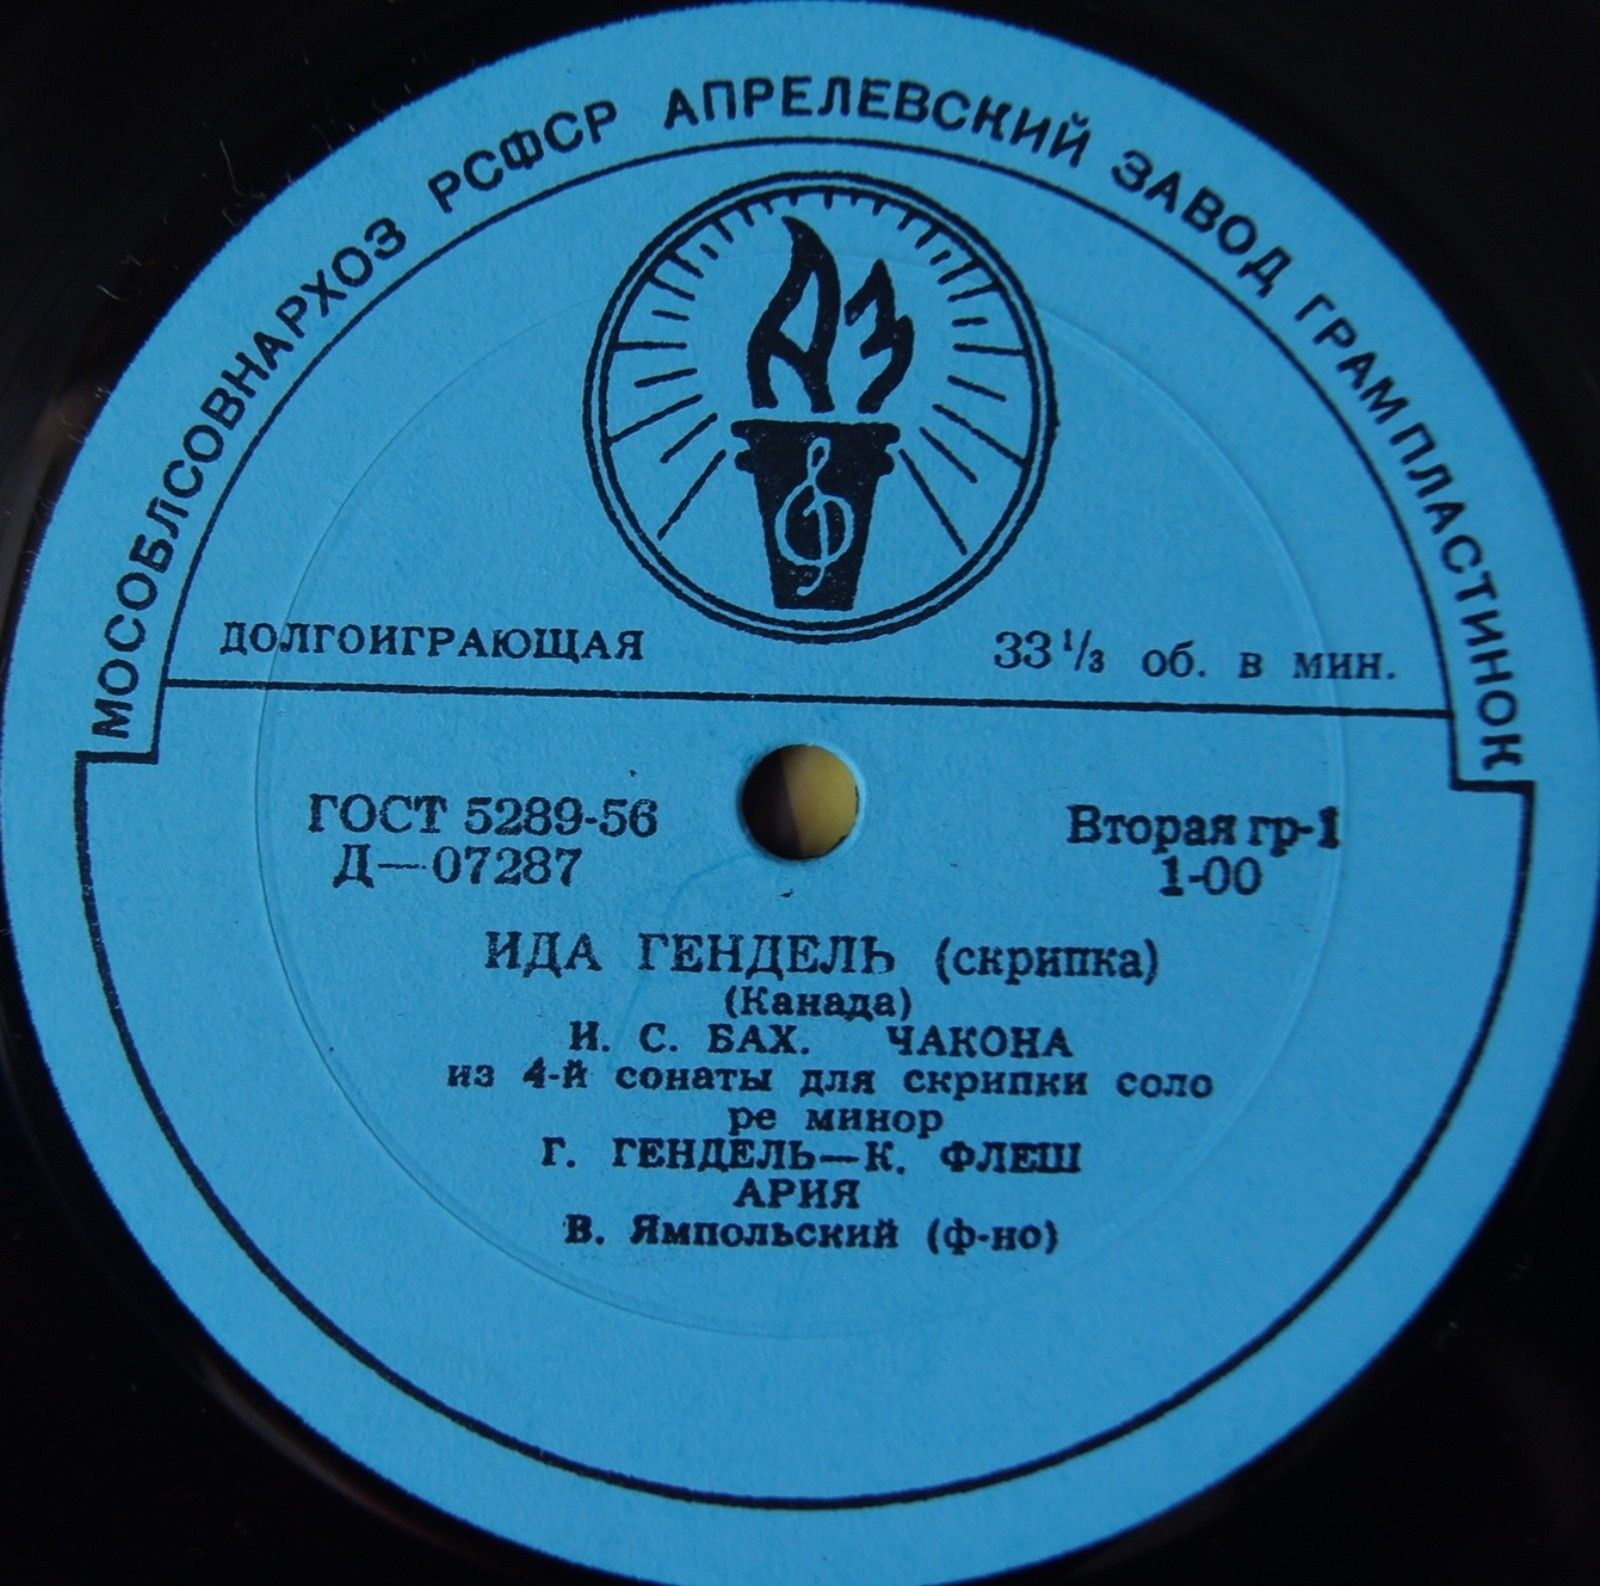 МОСОБЛСОВНАРХОЗ РСФСР АПРЕЛЕВСКИЙ ЗАВОД ГРАМПЛАСТИНОК
АЗ
ДОЛГОИГРАЮЩАЯ 33 1/3 об. в мин.
ГОСТ 5289-56 Вторая гр-1
Д—07287 1-00
ИДА ГЕНДЕЛЬ (скрипка)
(Канада)
И. С. БАХ. ЧАКОНА
из 4-й сонаты для скрипки соло
ре минор
Г. ГЕНДЕЛЬ—К. ФЛЕШ
АРИЯ
В. Ямпольский (ф-но)